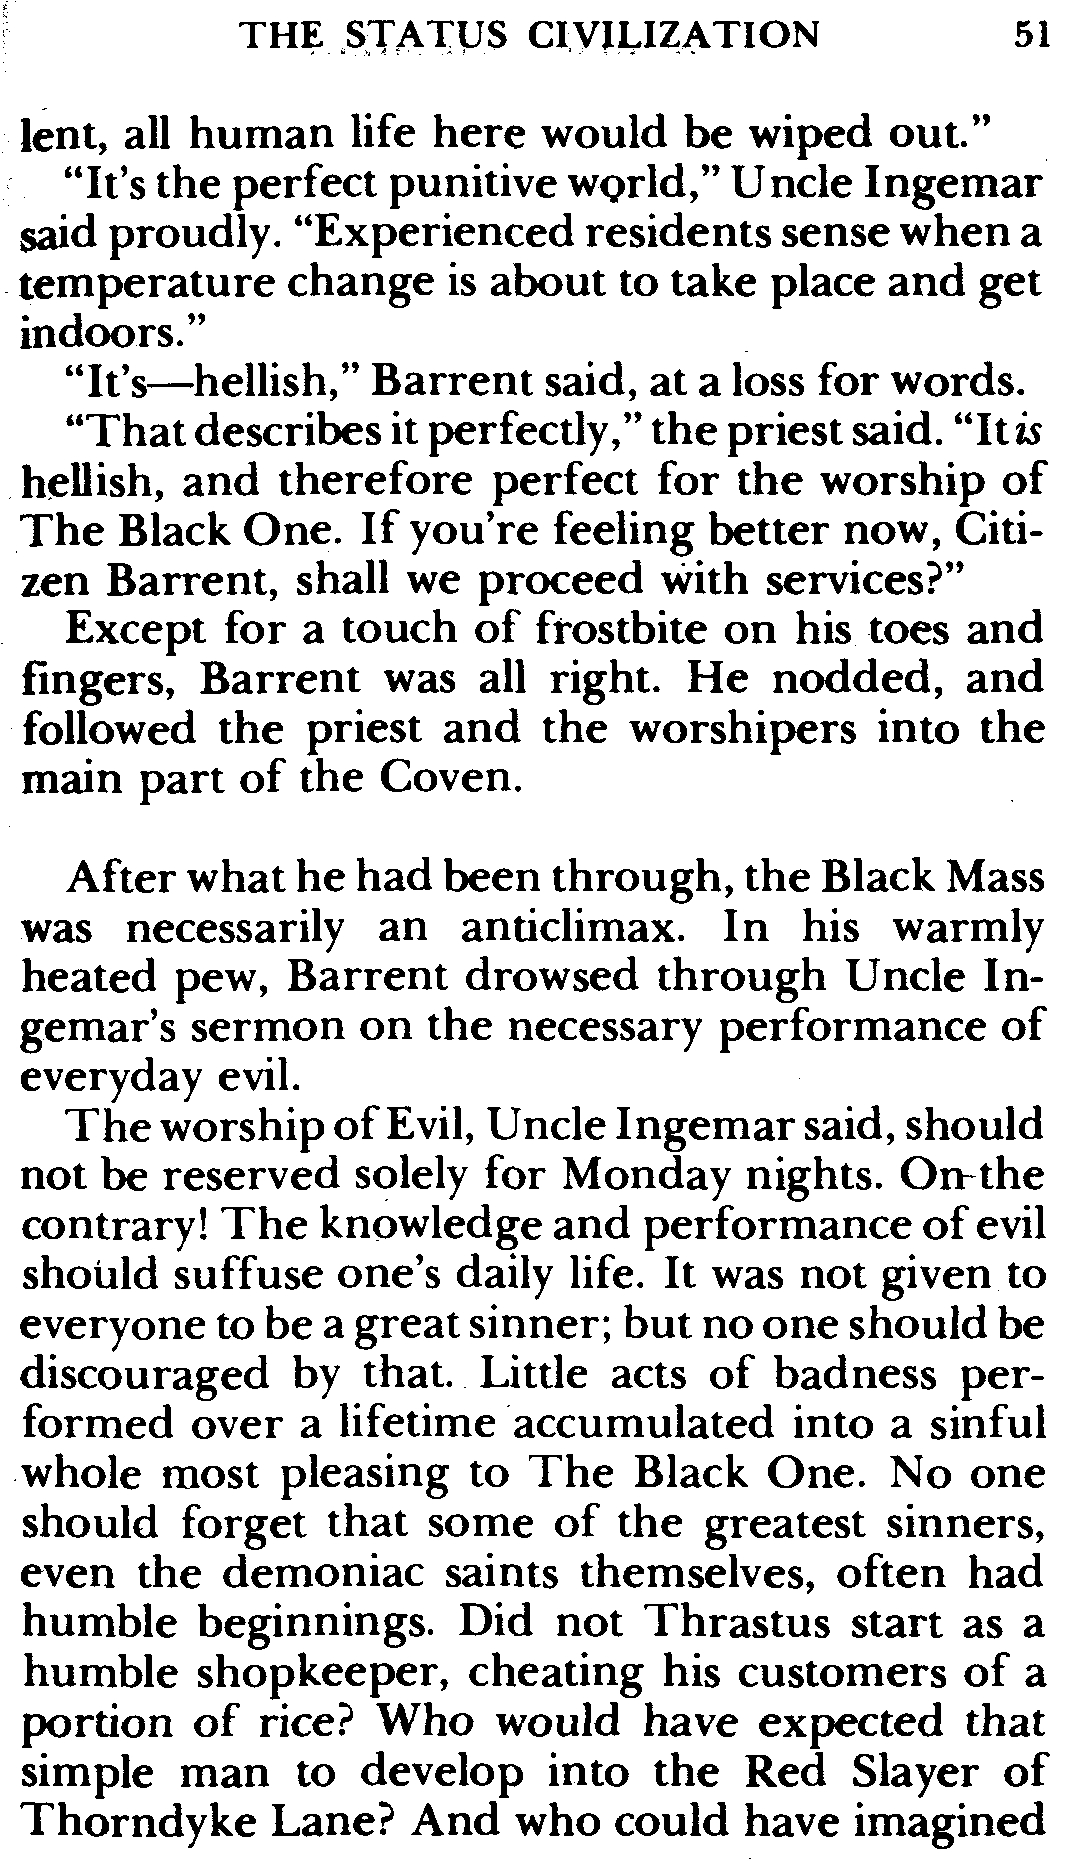 THE STATUS CIVILIZATION 51
lent, all human life here would be wiped out.”
“It’s the perfect punitive world,” Uncle Ingemar
said proudly. “Experienced residents sense when a
temperature change is about to take place and get
indoors.”
“It’s—hellish,” Barrent said, at a loss for words.
“That describes it perfectly,” the priest said. “It is
hellish, and therefore perfect for the worship of
The Black One. If you’re feeling better now, Citi-
zen Barrent, shall we proceed with services?”
Except for a touch of frostbite on his toes and
fingers, Barrent was all right. He nodded, and
followed the priest and the worshipers into the
main part of the Coven.
After what he had been through, the Black Mass
was necessarily an anticlimax. In his warmly
heated pew, Barrent drowsed through Uncle In-
gemar’s sermon on the necessary performance of
everyday evil.
The worship of Evil, Uncle Ingemar said, should
not be reserved solely for Monday nights. On the
contrary! The knowledge and performance of evil
should suffuse one’s daily life. It was not given to
everyone to be a great sinner; but no one should be
discouraged by that. Little acts of badness per-
formed over a lifetime accumulated into a sinful
whole most pleasing to The Black One. No one
should forget that some of the greatest sinners,
even the demoniac saints themselves, often had
humble beginnings. Did not Thrastus start as a
humble shopkeeper, cheating his customers of a
portion of rice? Who would have expected that
simple man to develop into the Red Slayer of
Thorndyke Lane? And who could have imagined